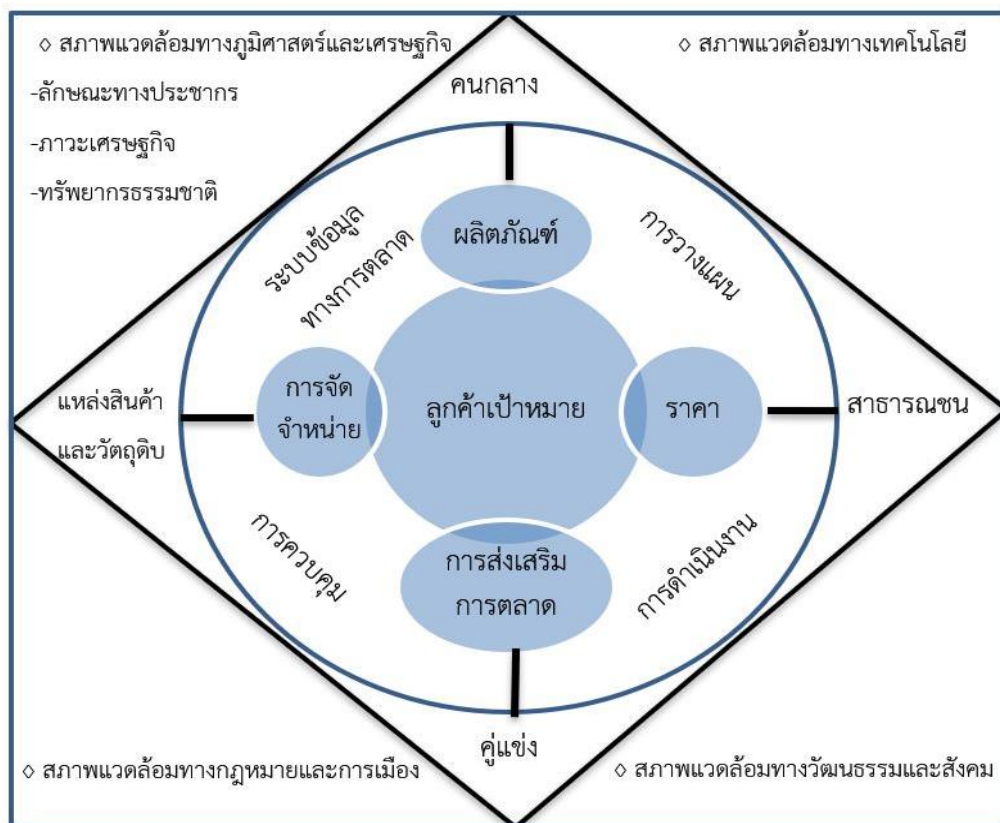 ◊ สภาพแวดล้อมทางภูมิศาสตร์และเศรษฐกิจ
-ลักษณะทางประชากร
-ภาวะเศรษฐกิจ
-ทรัพยากรธรรมชาติ
◊ สภาพแวดล้อมทางเทคโนโลยี
คนกลาง
ระบบข้อมูล
ทางการตลาด
ผลิตภัณฑ์
การวางแผน
แหล่งสินค้า
และวัตถุดิบ
การจัด
จำหน่าย
ลูกค้าเป้าหมาย
ราคา
สาธารณชน
การควบคุม
การส่งเสริม
การตลาด
การดำเนินงาน
คู่แข่ง
◊ สภาพแวดล้อมทางกฎหมายและการเมือง
◊ สภาพแวดล้อมทางวัฒนธรรมและสังคม